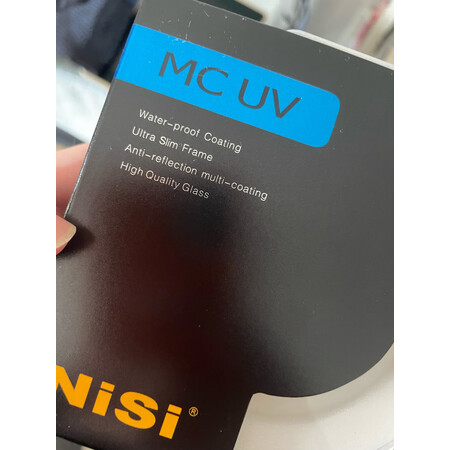 MC UV
Water-proof Coating
Ultra Slim Frame
Anti-reflection multi-coating
High Quality Glass
NiSi®